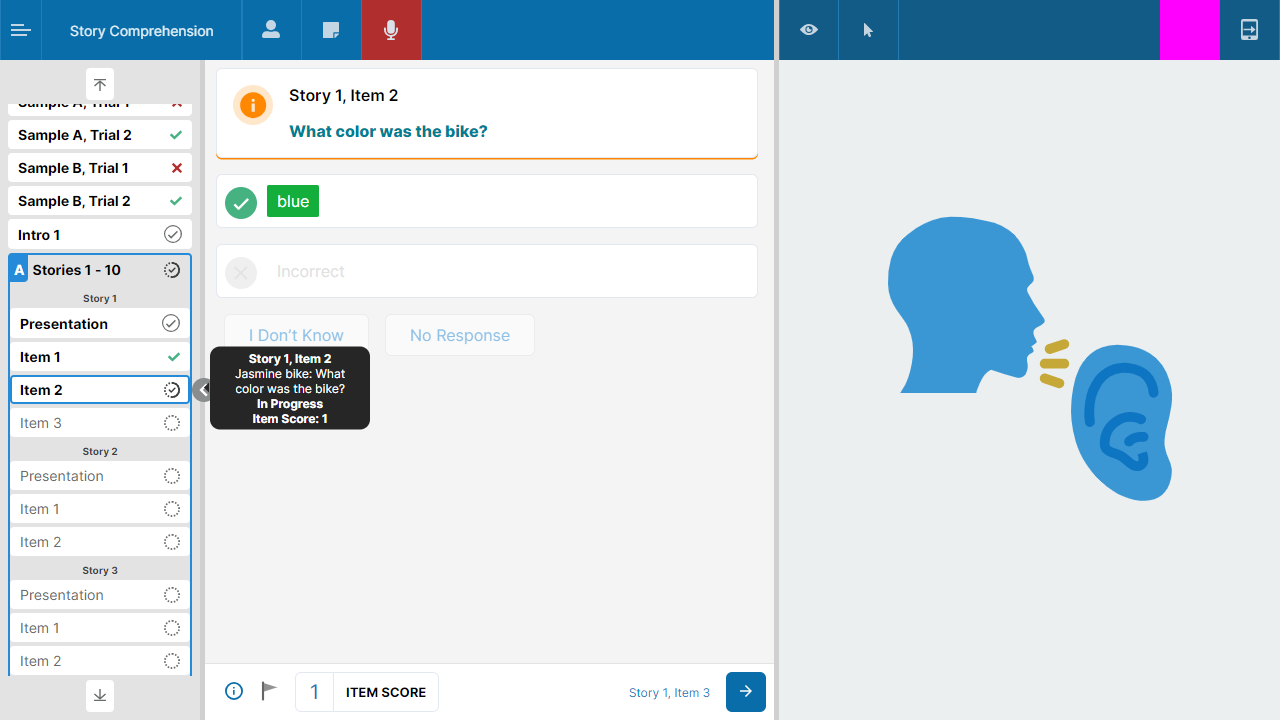 Story Comprehension
Sample A, Trial 1
Sample A, Trial 2
Sample B, Trial 1
Sample B, Trial 2
Intro 1
A Stories 1 - 10
Story 1
Presentation
Item 1
Item 2
Item 3
Story 2
Presentation
Item 1
Item 2
Story 3
Presentation
Item 1
Item 2
Story 1, Item 2
What color was the bike?
blue
Incorrect
I Don't Know
No Response
Story 1, Item 2
Jasmine bike: What
color was the bike?
In Progress
Item Score: 1
1 ITEM SCORE
Story 1, Item 3